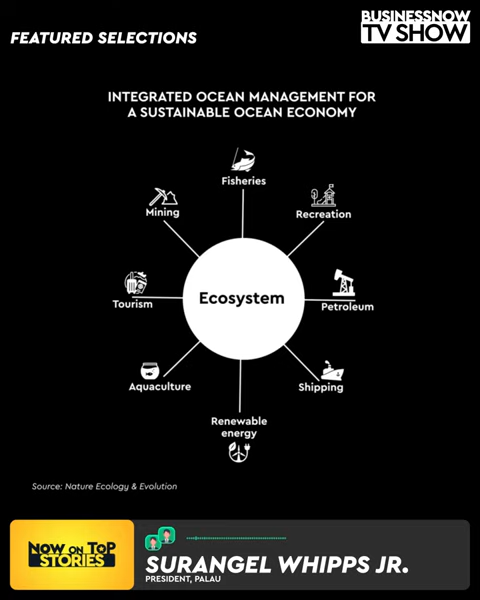 FEATURED SELECTIONS
BUSINESSNOW
TV SHOW
INTEGRATED OCEAN MANAGEMENT FOR
A SUSTAINABLE OCEAN ECONOMY
Fisheries
Mining
Recreation
Ecosystem
Tourism
Petroleum
Aquaculture
Shipping
Renewable
energy
Source: Nature Ecology & Evolution
NOW ON TOP
STORIES
SURANGEL WHIPPS JR.
PRESIDENT, PALAU